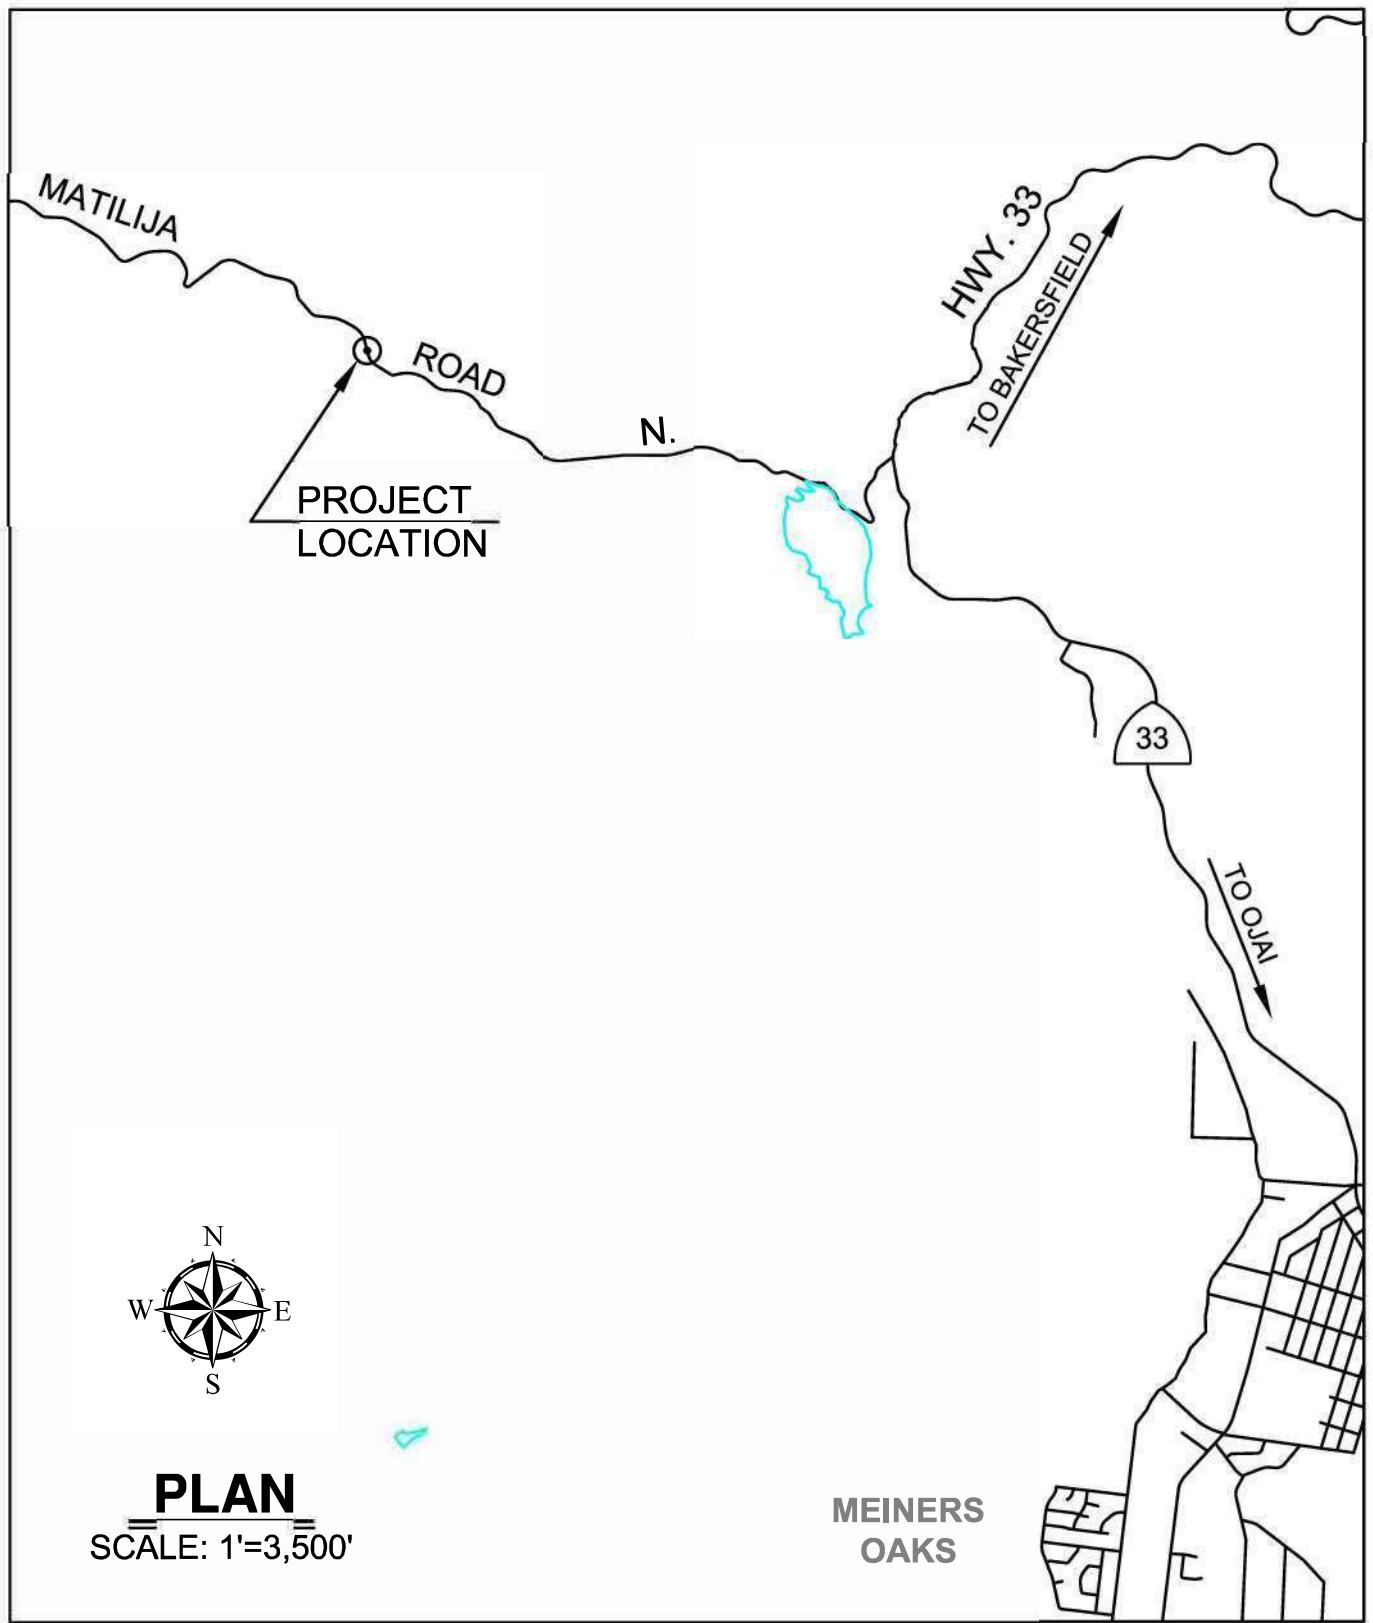 MATILIJA
HWY. 33
TO BAKERSFIELD
ROAD
N.
PROJECT
LOCATION
33
TO OJAI
N
W
E
S
PLAN
SCALE: 1'=3,500'
MEINERS
OAKS